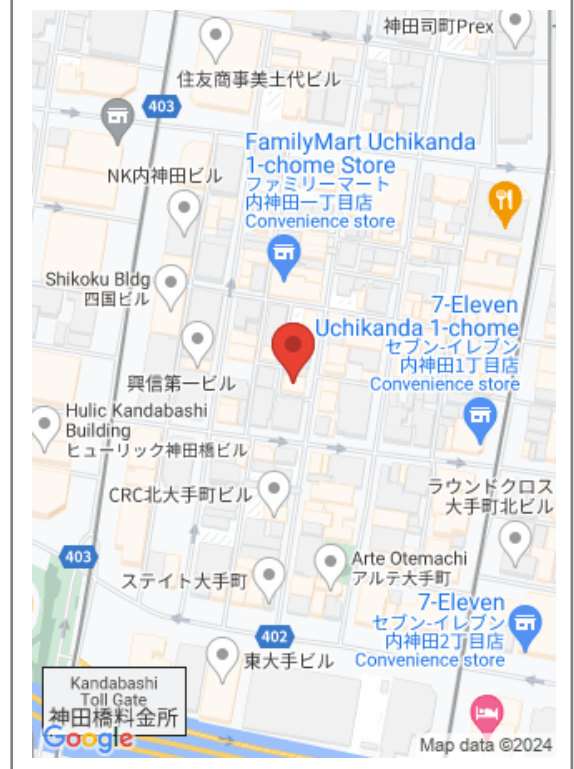 神田司町Prex
住友商事美土代ビル
403
FamilyMart Uchikanda
1-chome Store
ファミリーマート
内神田一丁目店
Convenience store
NK内神田ビル
Shikoku Bldg
四国ビル
7-Eleven
Uchikanda 1-chome
セブン-イレブン
内神田1丁目店
Convenience store
興信第一ビル
Hulic Kandabashi
Building
ヒューリック神田橋ビル
CRC北大手町ビル
ラウンドクロス
大手町北ビル
403
Arte Otemachi
アルテ大手町
ステイト大手町
7-Eleven
セブン-イレブン
内神田2丁目店
Convenience store
402
東大手ビル
Kandabashi
Toll Gate
神田橋料金所
Google
Map data ©2024